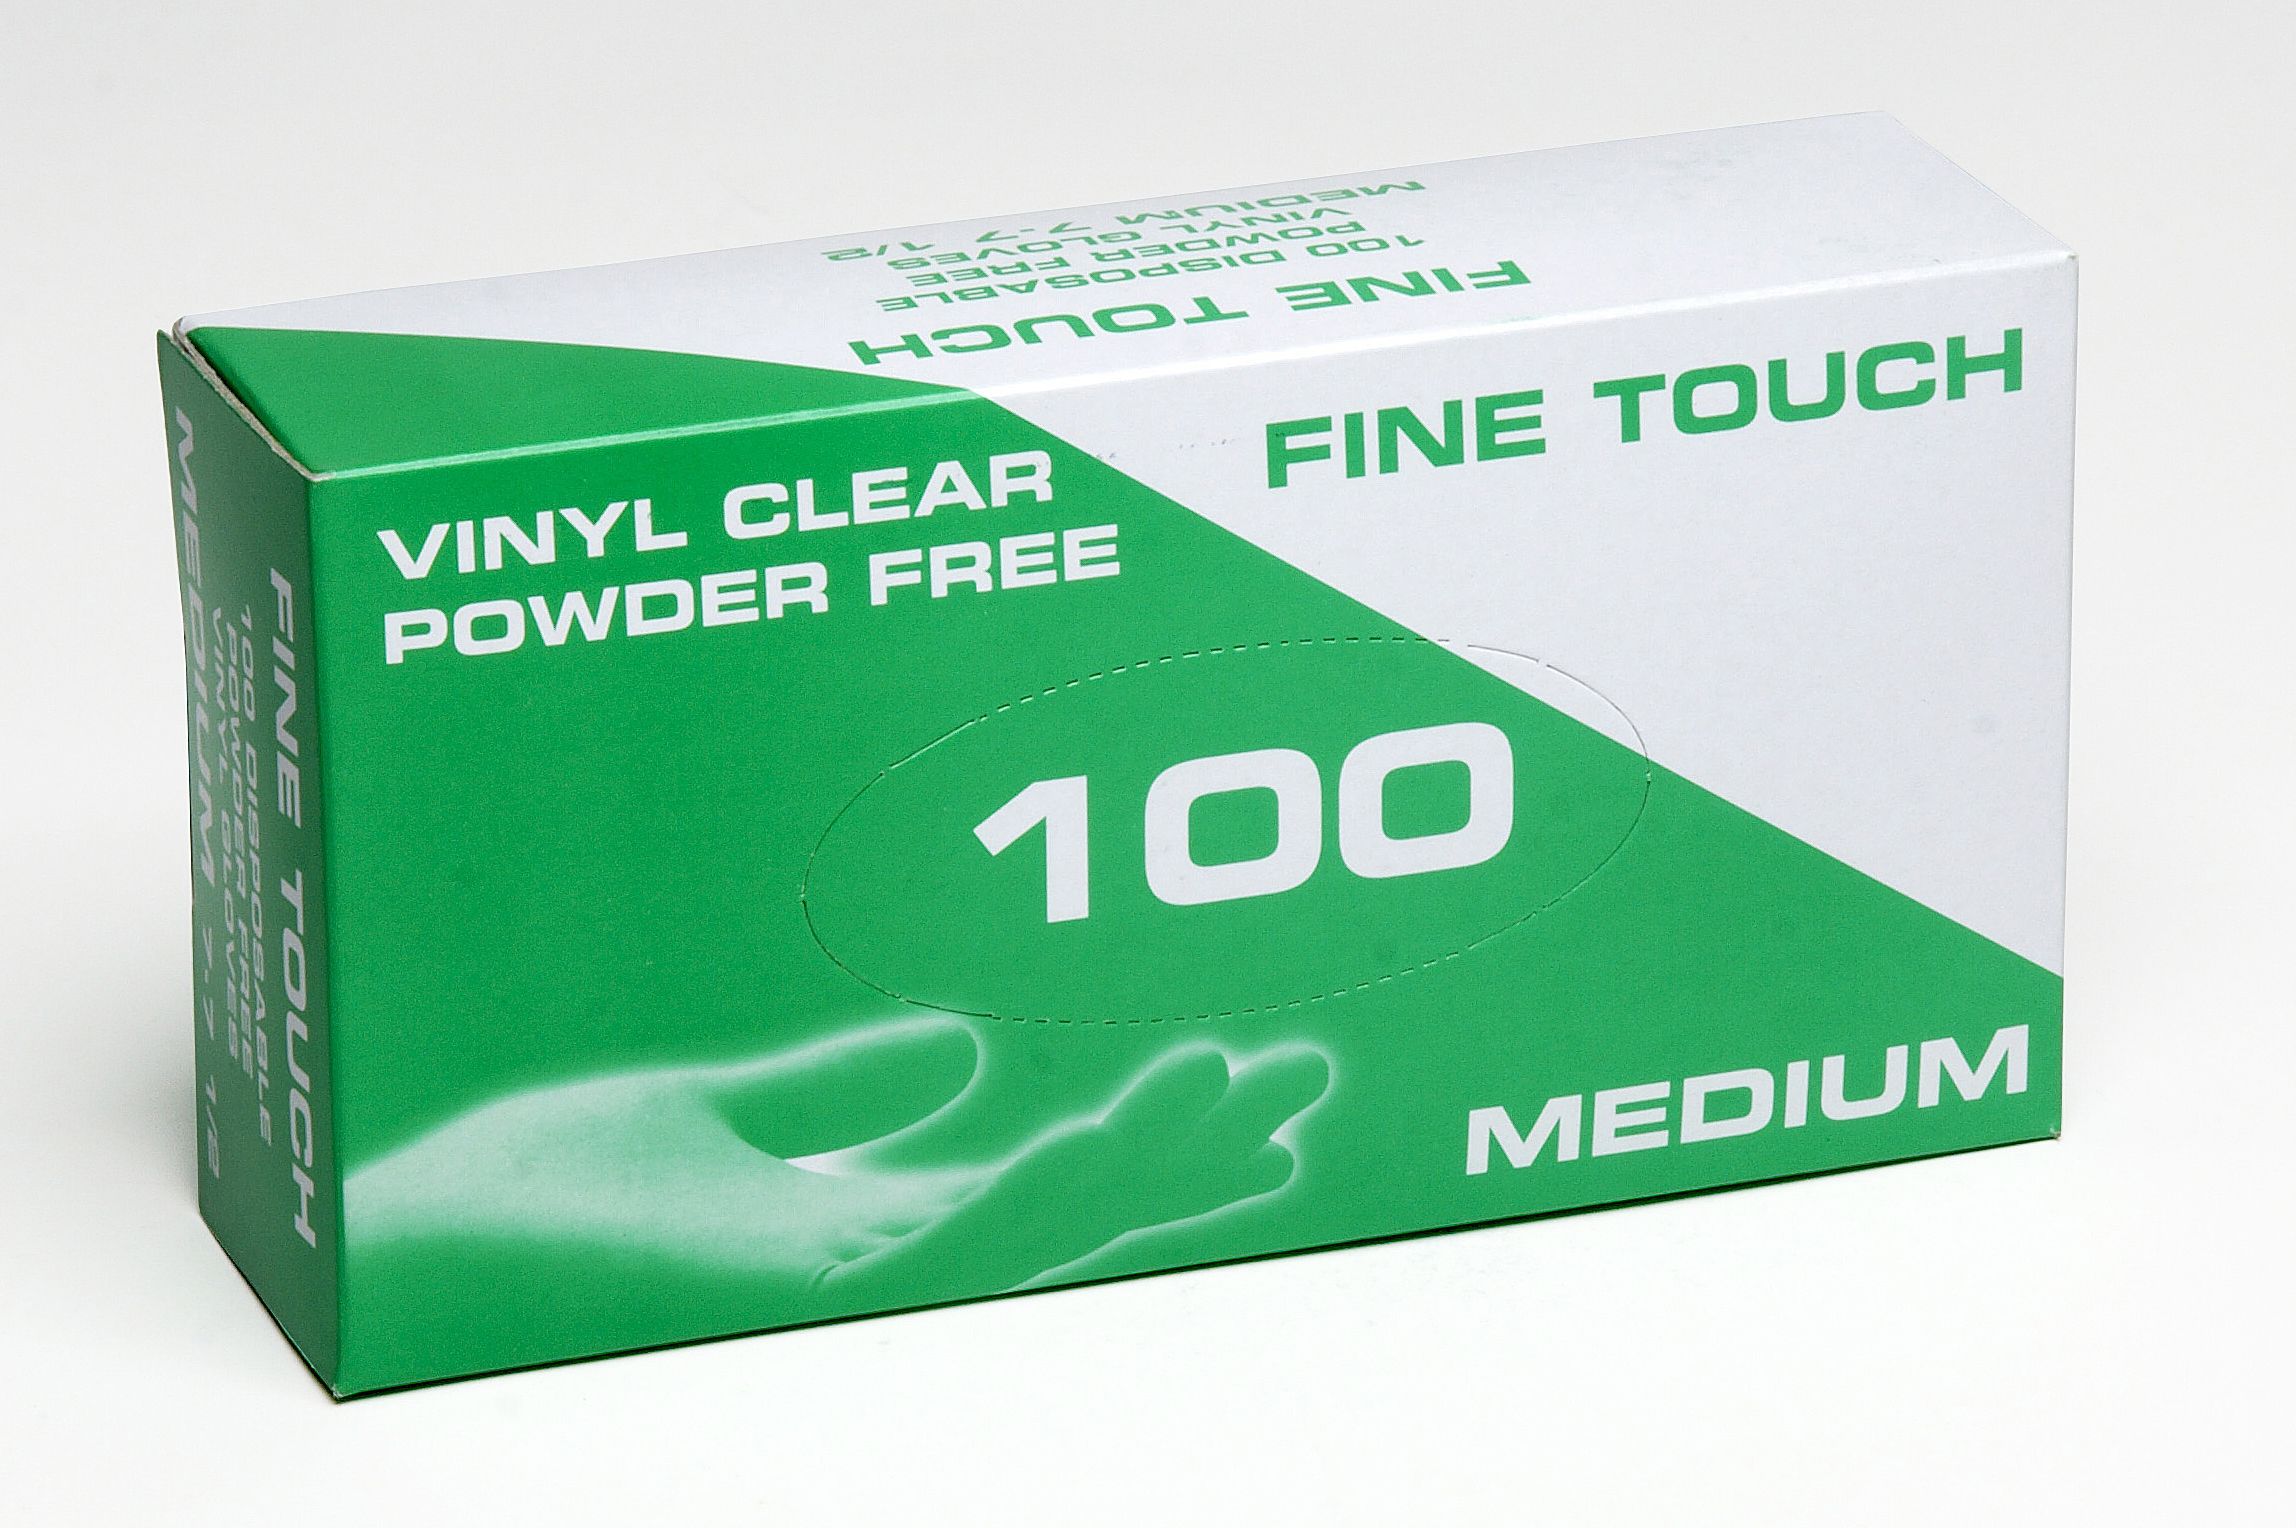 FINE TOUCH
100 DISPOSABLE
POWDER FREE
VINYL GLOVES
MEDIUM 7-7 1/2
VINYL CLEAR
POWDER FREE
FINE TOUCH
100
MEDIUM
FINE TOUCH
100 DISPOSABLE
POWDER FREE
VINYL GLOVES
MEDIUM 7-7 1/2